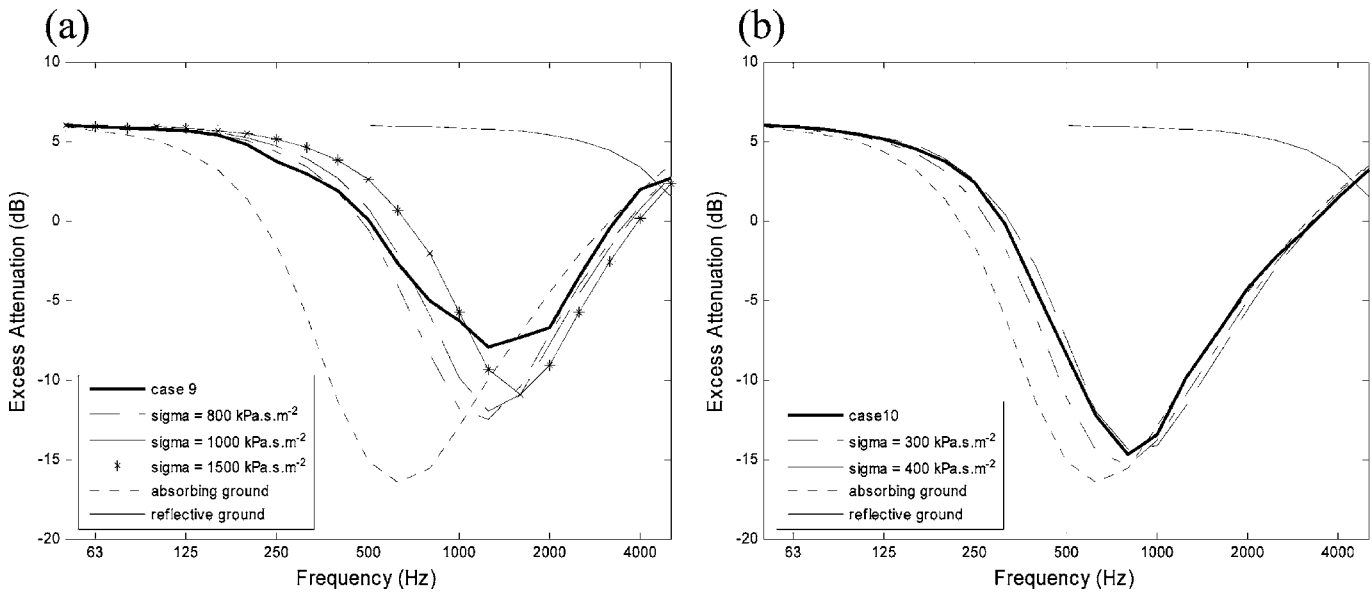 (a)
10
5
0
-5
-10
-15
-20
Excess Attenuation (dB)
case 9
sigma = 800 kPa.s.m-2
sigma = 1000 kPa.s.m-2
sigma = 1500 kPa.s.m-2
absorbing ground
reflective ground
63 125 250 500 1000 2000 4000
Frequency (Hz)
(b)
10
5
0
-5
-10
-15
-20
Excess Attenuation (dB)
case10
sigma = 300 kPa.s.m-2
sigma = 400 kPa.s.m-2
absorbing ground
reflective ground
63 125 250 500 1000 2000 4000
Frequency (Hz)